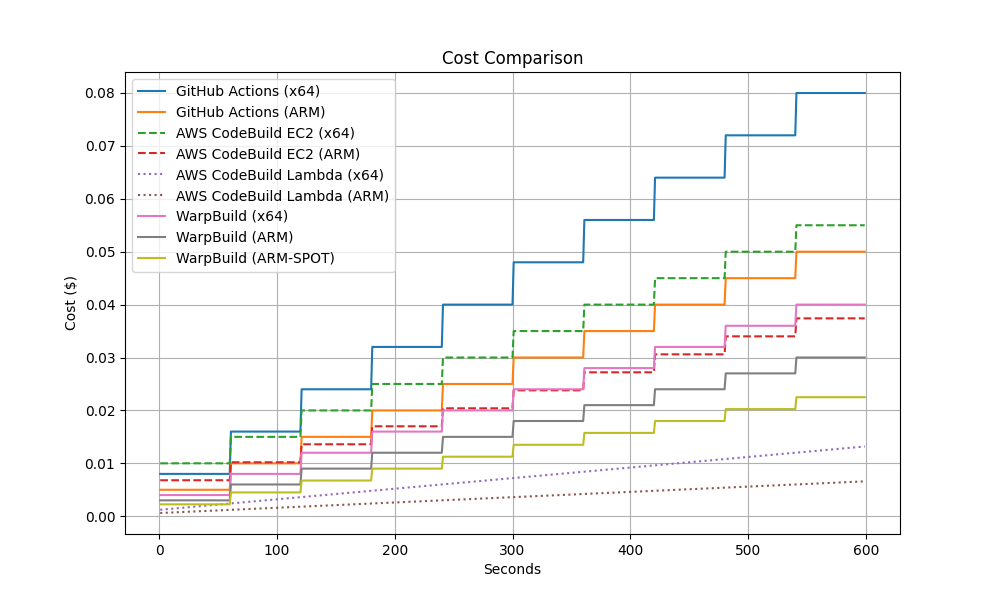 Cost Comparison
GitHub Actions (x64)
GitHub Actions (ARM)
AWS CodeBuild EC2 (x64)
AWS CodeBuild EC2 (ARM)
AWS CodeBuild Lambda (x64)
AWS CodeBuild Lambda (ARM)
WarpBuild (x64)
WarpBuild (ARM)
WarpBuild (ARM-SPOT)
Cost ($)
0.08
0.07
0.06
0.05
0.04
0.03
0.02
0.01
0.00
0 100 200 300 400 500 600
Seconds